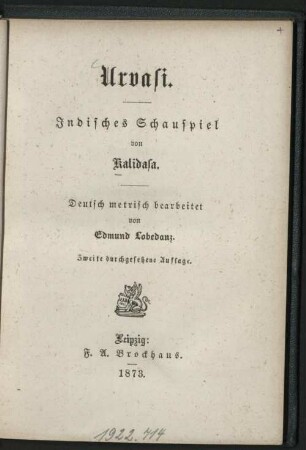 Urvasi.
Indisches Schauspiel
von
Kalidasa.
Deutsch metrisch bearbeitet
von
Edmund Lobedanz.
Zweite durchgesehene Auflage.
Leipzig:
F. A. Brockhaus.
1873.
1922.414